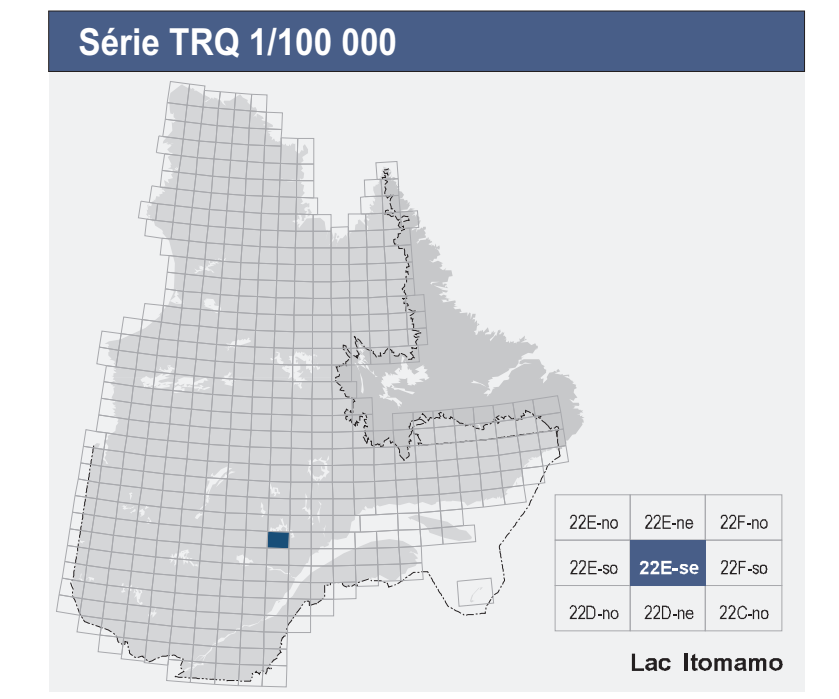 Série TRQ 1/100 000
22E-no 22E-ne 22F-no
22E-so 22E-se 22F-so
22D-no 22D-ne 22C-no
Lac Itomamo